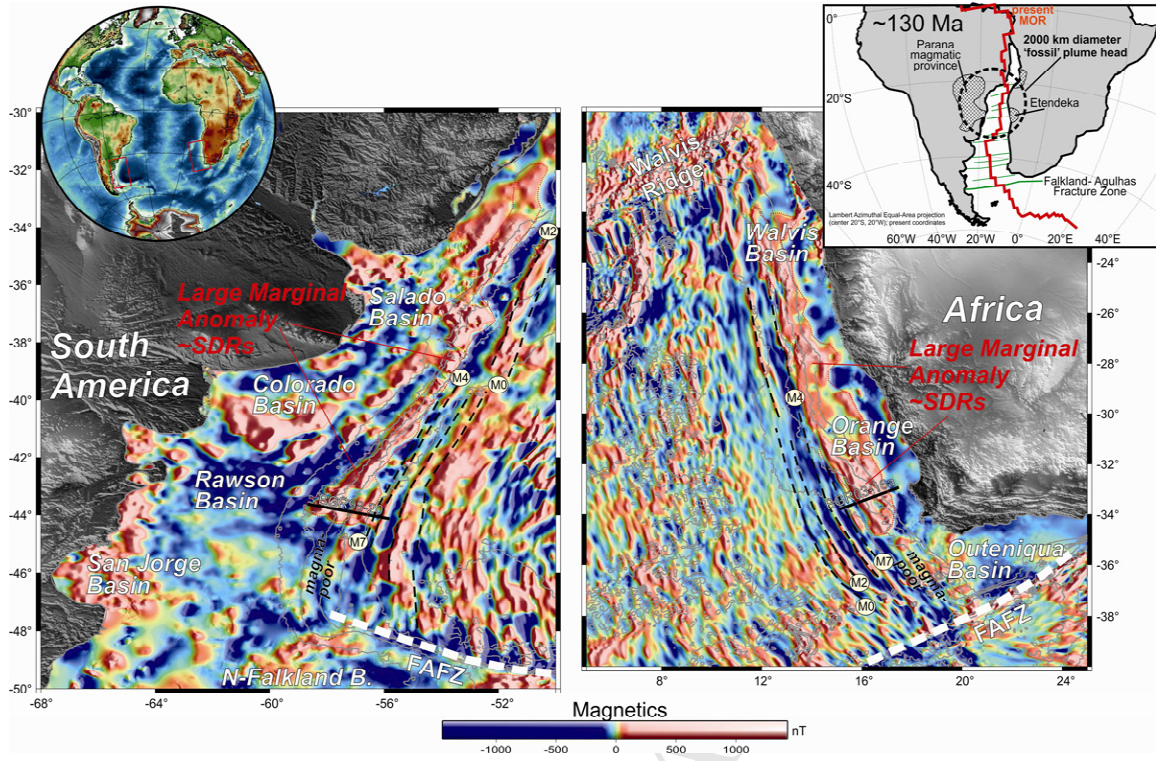 ~130 Ma
present
MOR
Parana
magmatic
province
2000 km diameter
'fossil' plume head
Etendeka
Falkland- Agulhas
Fracture Zone
Lambert Azimuthal Equal-Area projection
(center 20°S, 20°W); present coordinates
0°
20°S
40°S
60°W
40°W
20°W
0°
20°E
40°E
-30°
-32°
-34°
-36°
-38°
-40°
-42°
-44°
-46°
-48°
-50°
-68°
-64°
-60°
-56°
-52°
South
America
Large Marginal
Anomaly
~SDRs
Salado
Basin
Colorado
Basin
Rawson
Basin
San Jorge
Basin
N-Falkland B.
magma-
poor
FAFZ
M2
M4
M0
M7
Walvis
Ridge
Walvis
Basin
Africa
Large Marginal
Anomaly
~SDRs
Orange
Basin
Outeniqua
Basin
magma-
poor
FAFZ
M4
M7
M2
M0
-24°
-26°
-28°
-30°
-32°
-34°
-36°
-38°
8°
12°
16°
20°
24°
Magnetics
nT
-1000
-500
0
500
1000